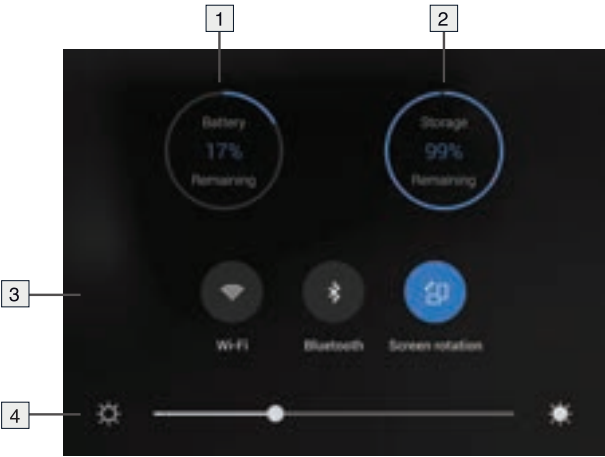 1 2
Battery Storage
17% 99%
Remaining Remaining
3
Wi-Fi Bluetooth Screen rotation
4